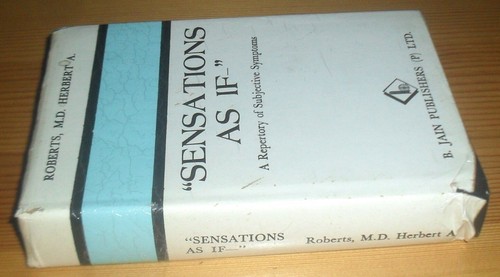 ROBERTS, M.D. HERBERT A.
"SENSATIONS
AS IF—"
A Repertory of Subjective Symptoms
B. JAIN PUBLISHERS (P) LTD.
"SENSATIONS
AS IF—"
Roberts, M.D. Herbert A